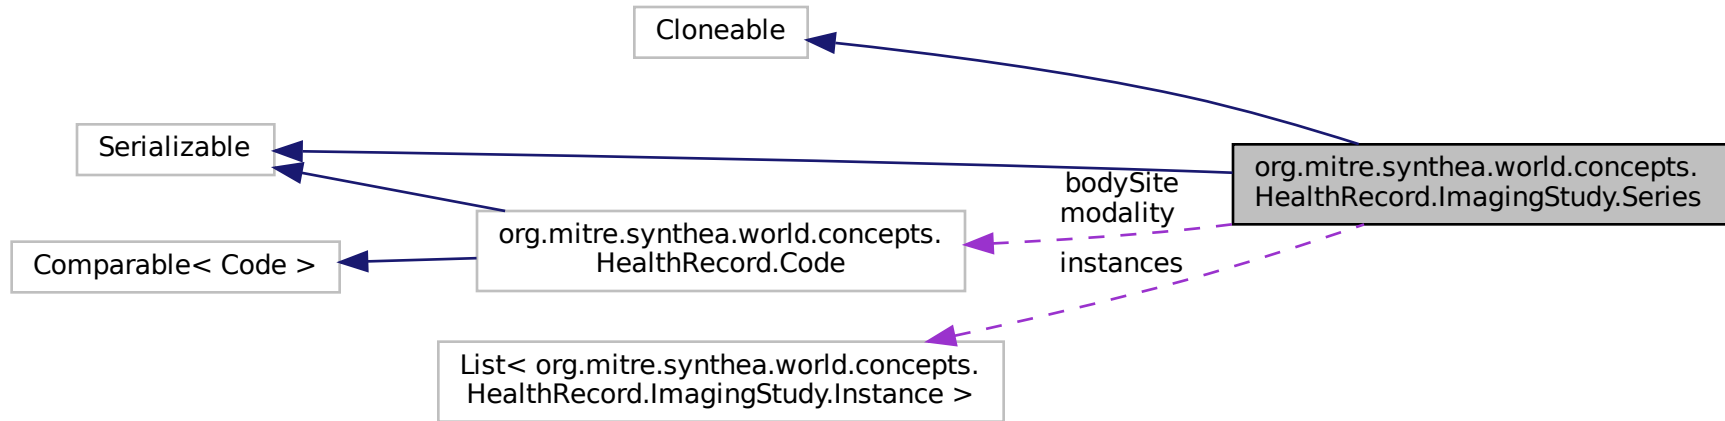 Cloneable
Serializable
org.mitre.synthea.world.concepts.
HealthRecord.ImagingStudy.Series
bodySite
modality
org.mitre.synthea.world.concepts.
HealthRecord.Code
Comparable< Code >
instances
List< org.mitre.synthea.world.concepts.
HealthRecord.ImagingStudy.Instance >